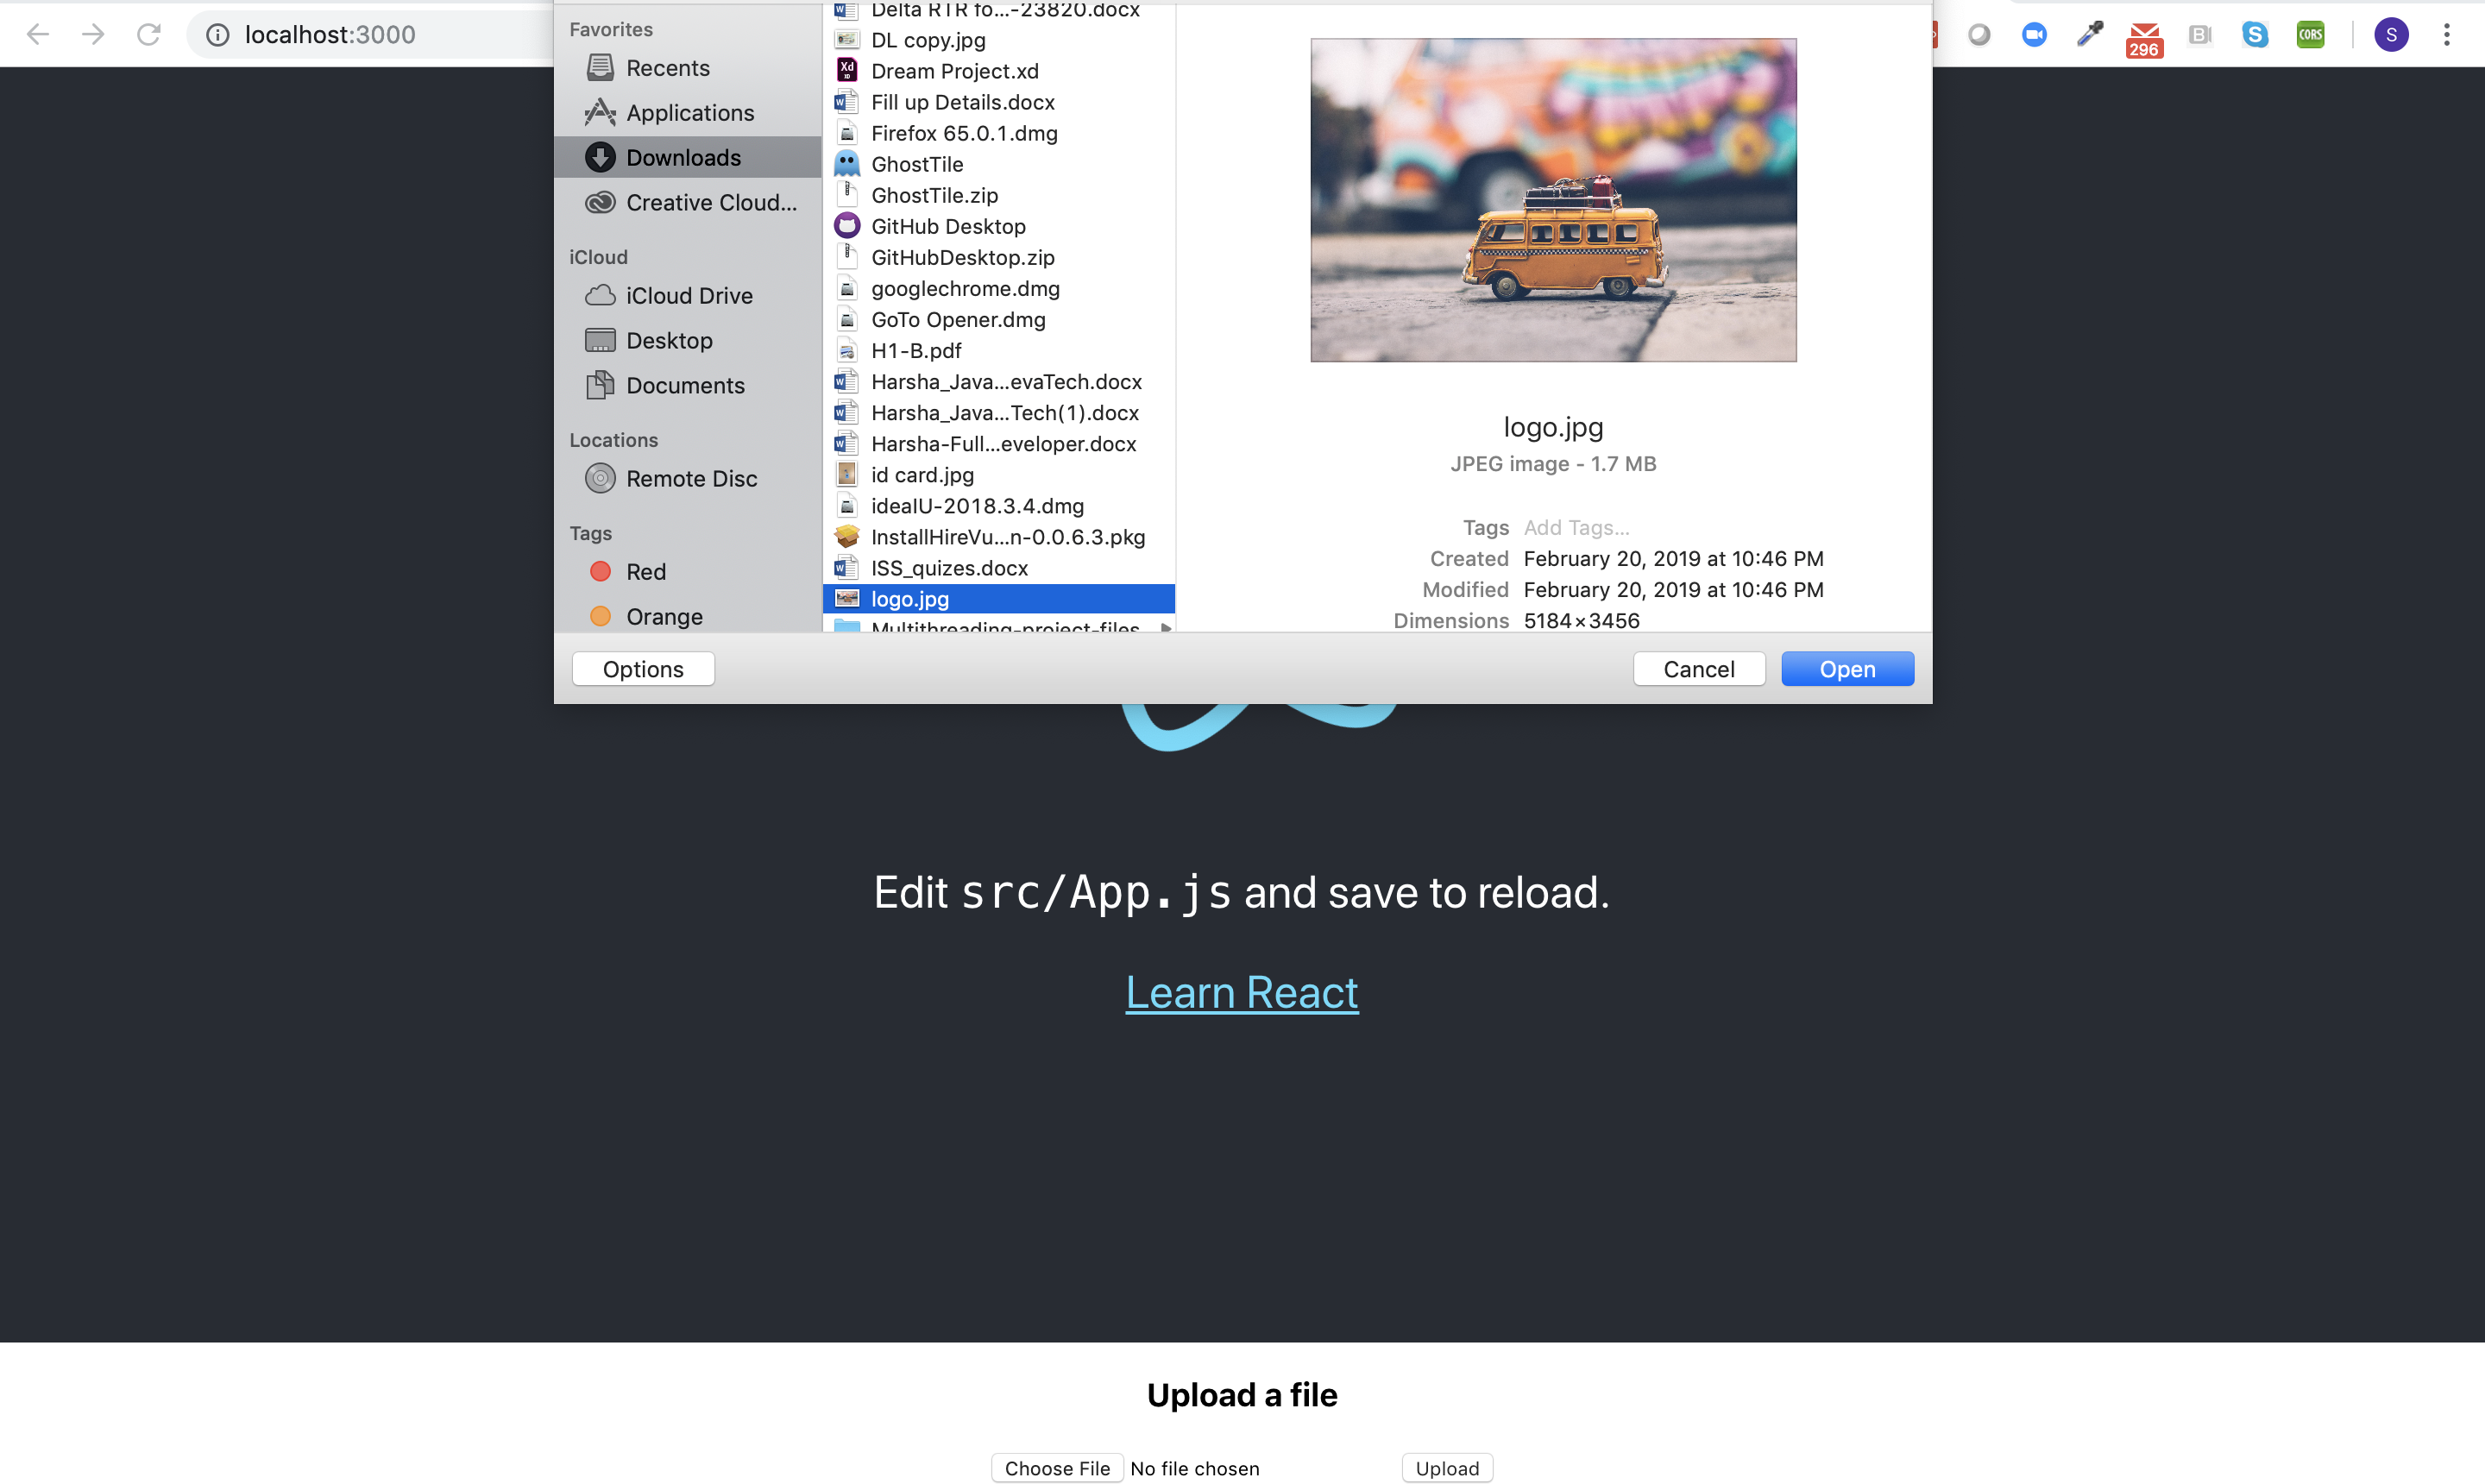 localhost:3000
296
B
S
CORS
S
Favorites
Recents
Applications
Downloads
Creative Cloud...
iCloud
iCloud Drive
Desktop
Documents
Locations
Remote Disc
Tags
Red
Orange
Delta RTR fo...-23820.docx
DL copy.jpg
Dream Project.xd
Fill up Details.docx
Firefox 65.0.1.dmg
GhostTile
GhostTile.zip
GitHub Desktop
GitHubDesktop.zip
googlechrome.dmg
GoTo Opener.dmg
H1-B.pdf
Harsha_Java...evaTech.docx
Harsha_Java...Tech(1).docx
Harsha-Full...eveloper.docx
id card.jpg
idealU-2018.3.4.dmg
InstallHireVu...n-0.0.6.3.pkg
ISS_quizes.docx
logo.jpg
Multithreading-project-files
logo.jpg
JPEG image - 1.7 MB
Tags Add Tags...
Created February 20, 2019 at 10:46 PM
Modified February 20, 2019 at 10:46 PM
Dimensions 5184×3456
Options
Cancel
Open
Edit src/App.js and save to reload.
Learn React
Upload a file
Choose File No file chosen
Upload